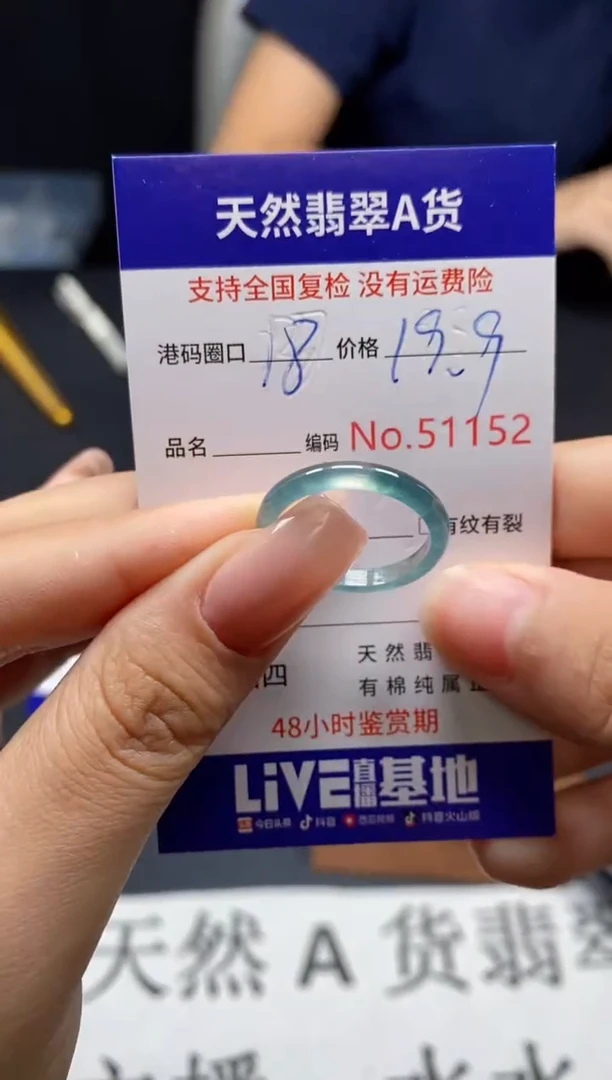 天然翡翠A货
支持全国复检 没有运费险
港码圈口 18 价格 19.9
品名 编码 No.51152
有纹有裂
四 天然翡
有棉纯属
48小时鉴赏期
LiVE直播基地
今日头条 抖音 西瓜视频 抖音火山版
天然A货翡翠